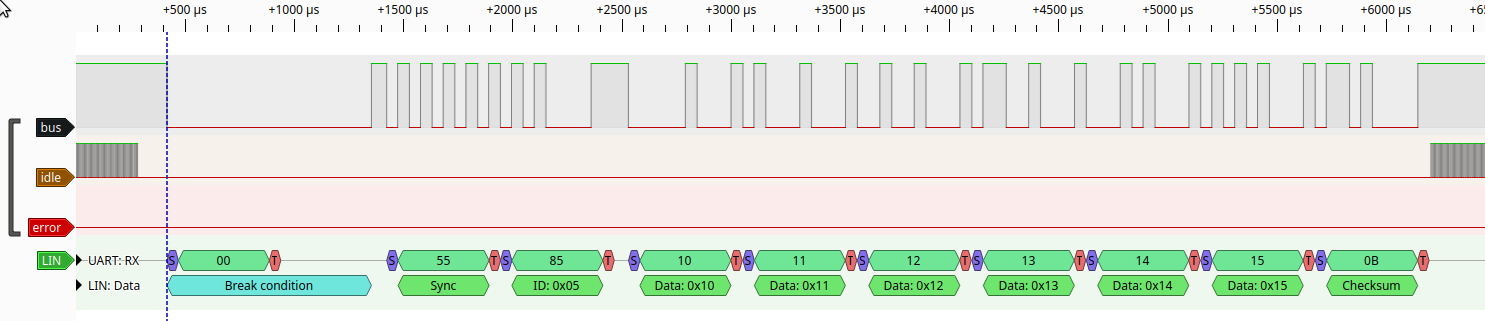 +500 µs +1000 µs +1500 µs +2000 µs +2500 µs +3000 µs +3500 µs +4000 µs +4500 µs +5000 µs +5500 µs +6000 µs +65
bus
idle
error
LIN UART: RX S 00 T S 55 T S 85 T S 10 T S 11 T S 12 T S 13 T S 14 T S 15 T S 0B T
LIN: Data Break condition Sync ID: 0x05 Data: 0x10 Data: 0x11 Data: 0x12 Data: 0x13 Data: 0x14 Data: 0x15 Checksum